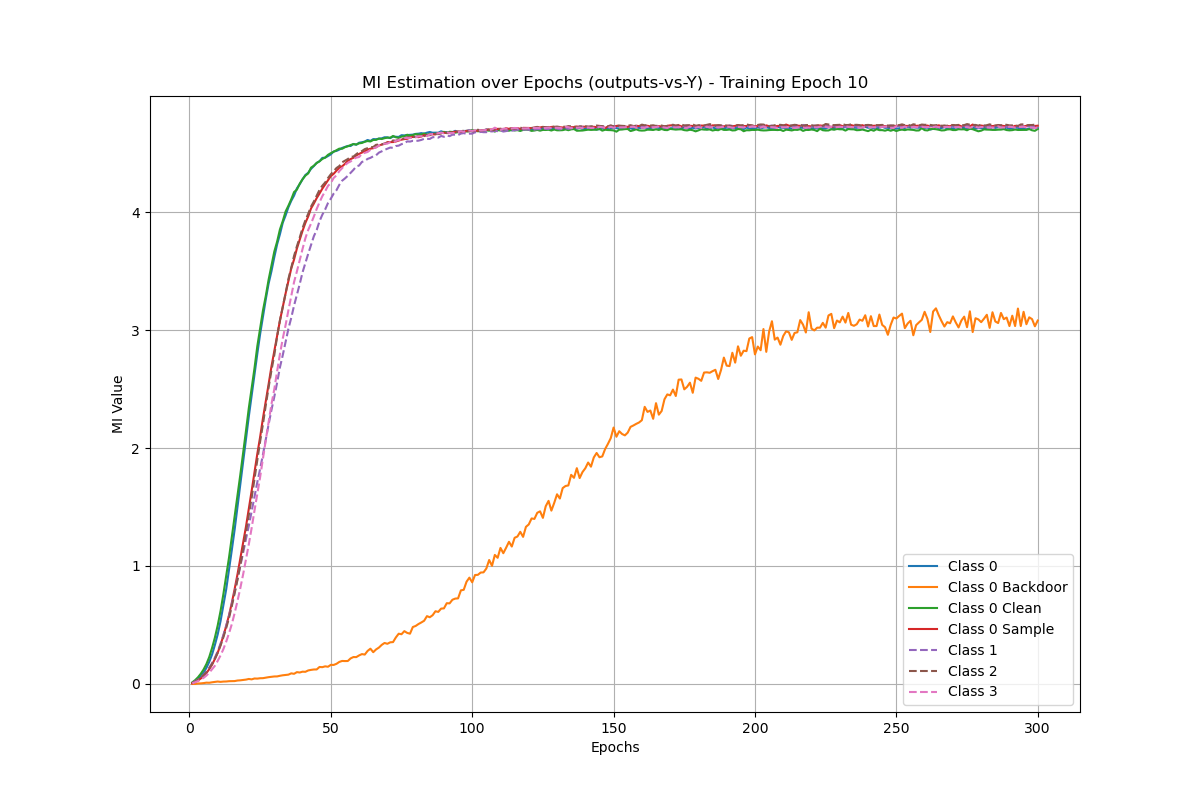 MI Estimation over Epochs (outputs-vs-Y) - Training Epoch 10
MI Value
4
3
2
1
0
0 50 100 150 200 250 300
Epochs
Class 0
Class 0 Backdoor
Class 0 Clean
Class 0 Sample
Class 1
Class 2
Class 3